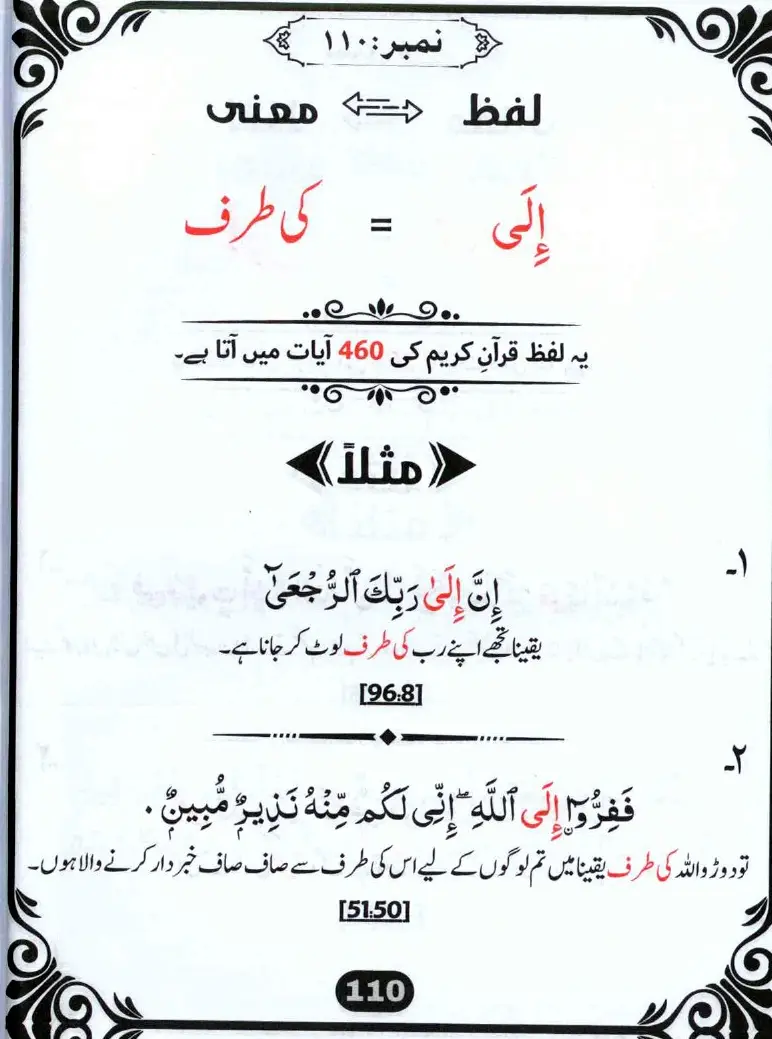 نمبر: ۱۱۰
لفظ ⇐⇒ معنی
إِلَى = کی طرف
یہ لفظ قرآنِ کریم کی 460 آیات میں آتا ہے۔
مثلاً
۱۔
إِنَّ إِلَىٰ رَبِّكَ ٱلرُّجْعَىٰٓ
یقینا تجھے اپنے رب کی طرف لوٹ کر جانا ہے۔
[96:8]
۲۔
فَفِرُّوٓا۟ إِلَى ٱللَّهِ ۖ إِنِّى لَكُم مِّنْهُ نَذِيرٌ مُّبِينٌ ۰
تو دوڑو اللہ کی طرف یقینا میں تم لوگوں کے لیے اس کی طرف سے صاف صاف خبردار کرنے والا ہوں۔
[51:50]
110